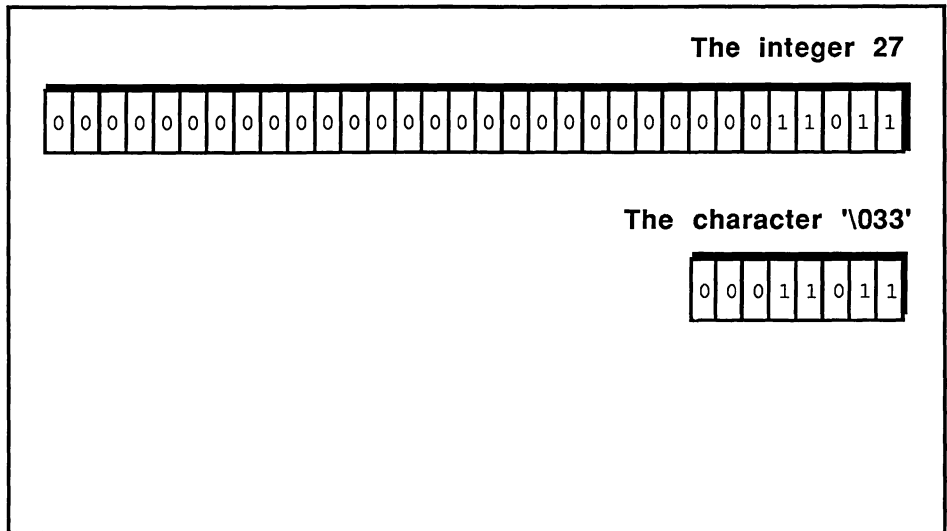 The integer 27
0 0 0 0 0 0 0 0 0 0 0 0 0 0 0 0 0 0 0 0 0 0 0 0 0 0 0 1 1 0 1 1
The character '\033'
0 0 0 1 1 0 1 1